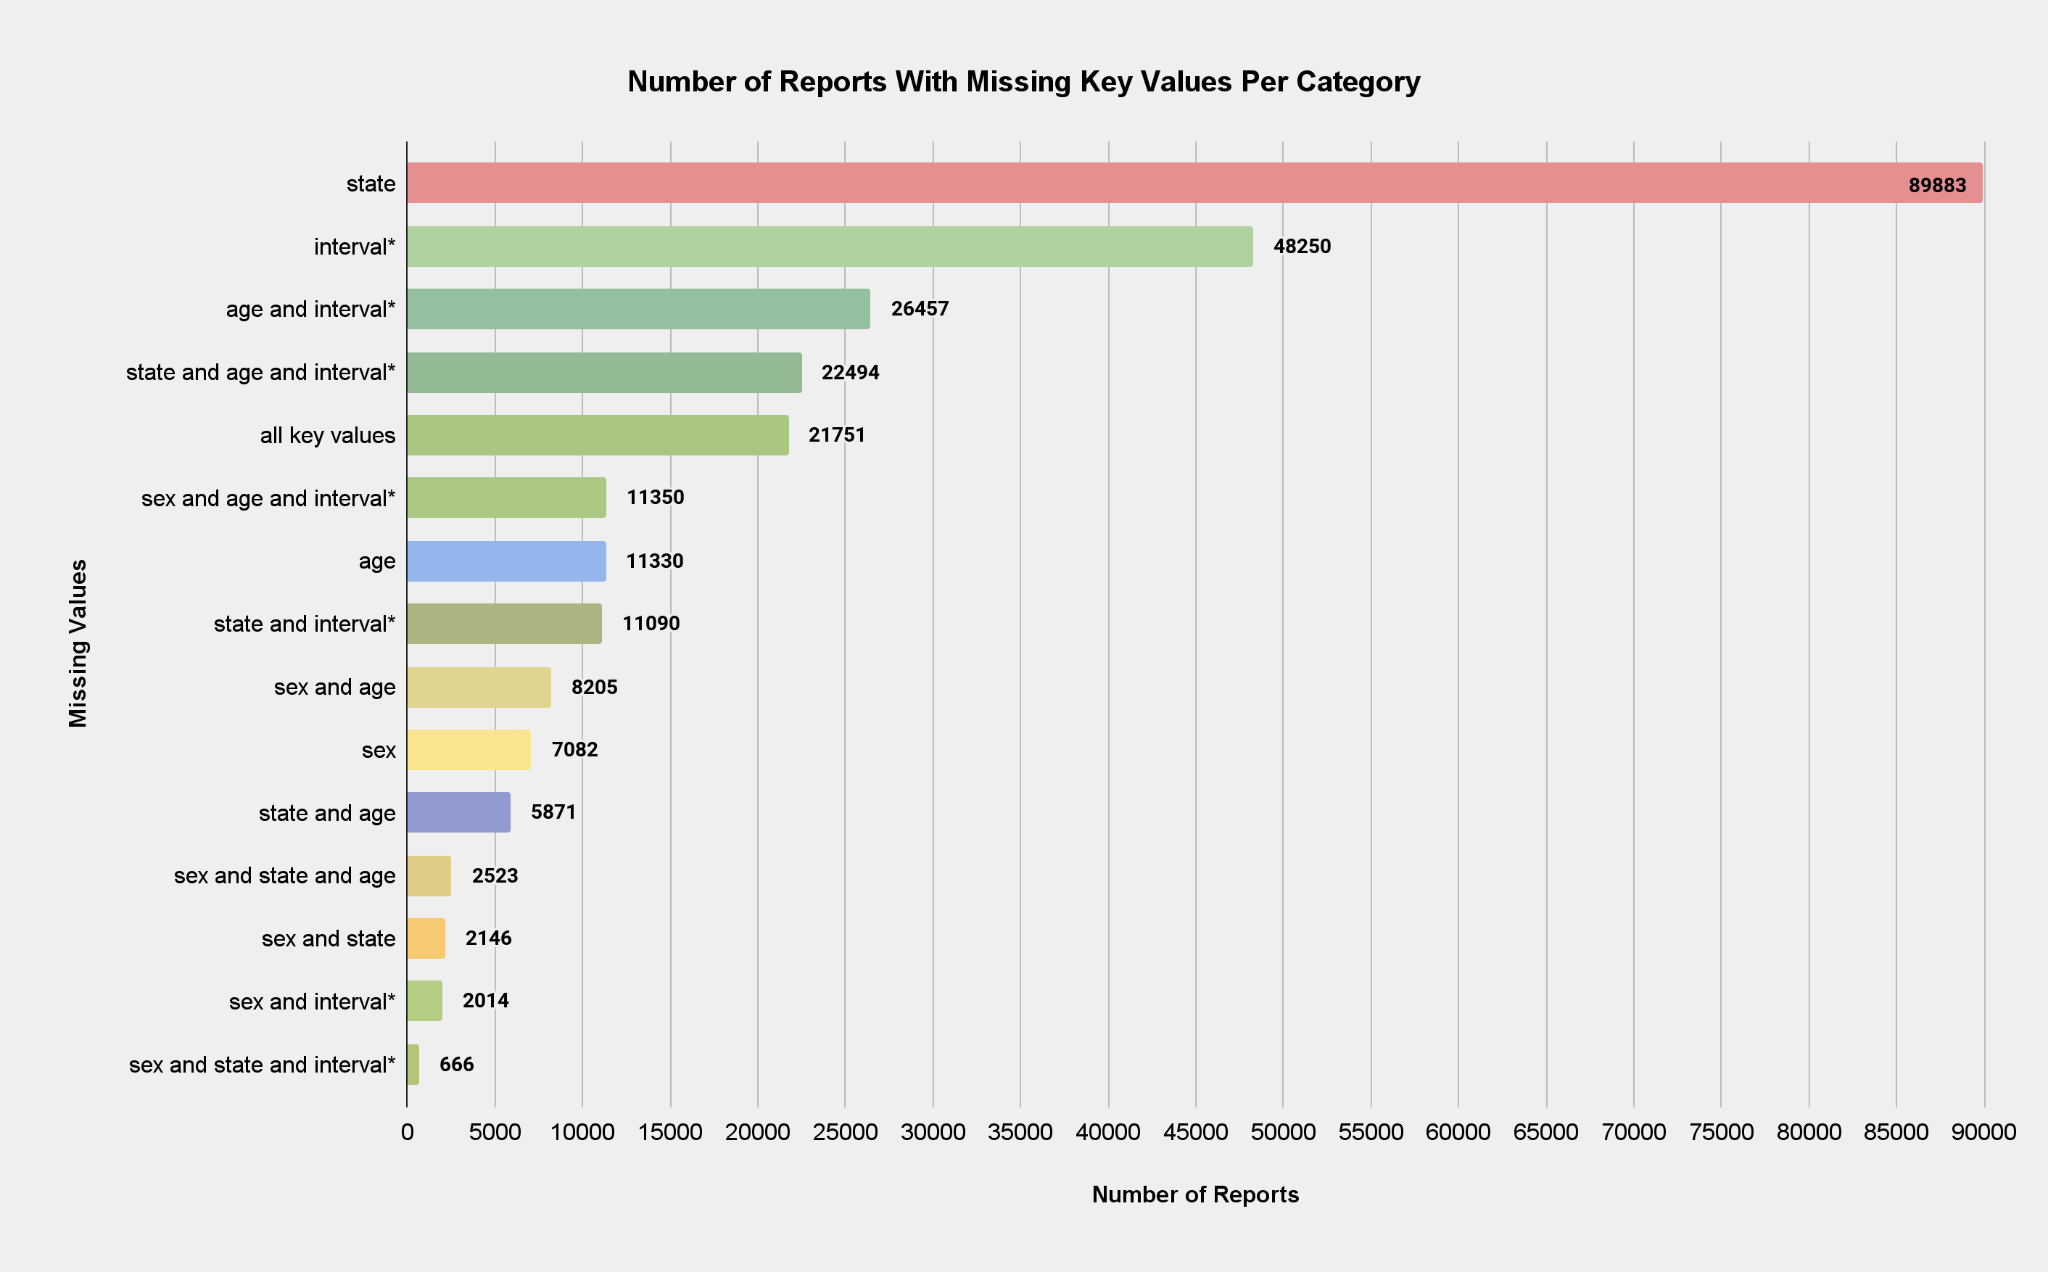 Number of Reports With Missing Key Values Per Category
Missing Values
state 89883
interval* 48250
age and interval* 26457
state and age and interval* 22494
all key values 21751
sex and age and interval* 11350
age 11330
state and interval* 11090
sex and age 8205
sex 7082
state and age 5871
sex and state and age 2523
sex and state 2146
sex and interval* 2014
sex and state and interval* 666
0 5000 10000 15000 20000 25000 30000 35000 40000 45000 50000 55000 60000 65000 70000 75000 80000 85000 90000
Number of Reports